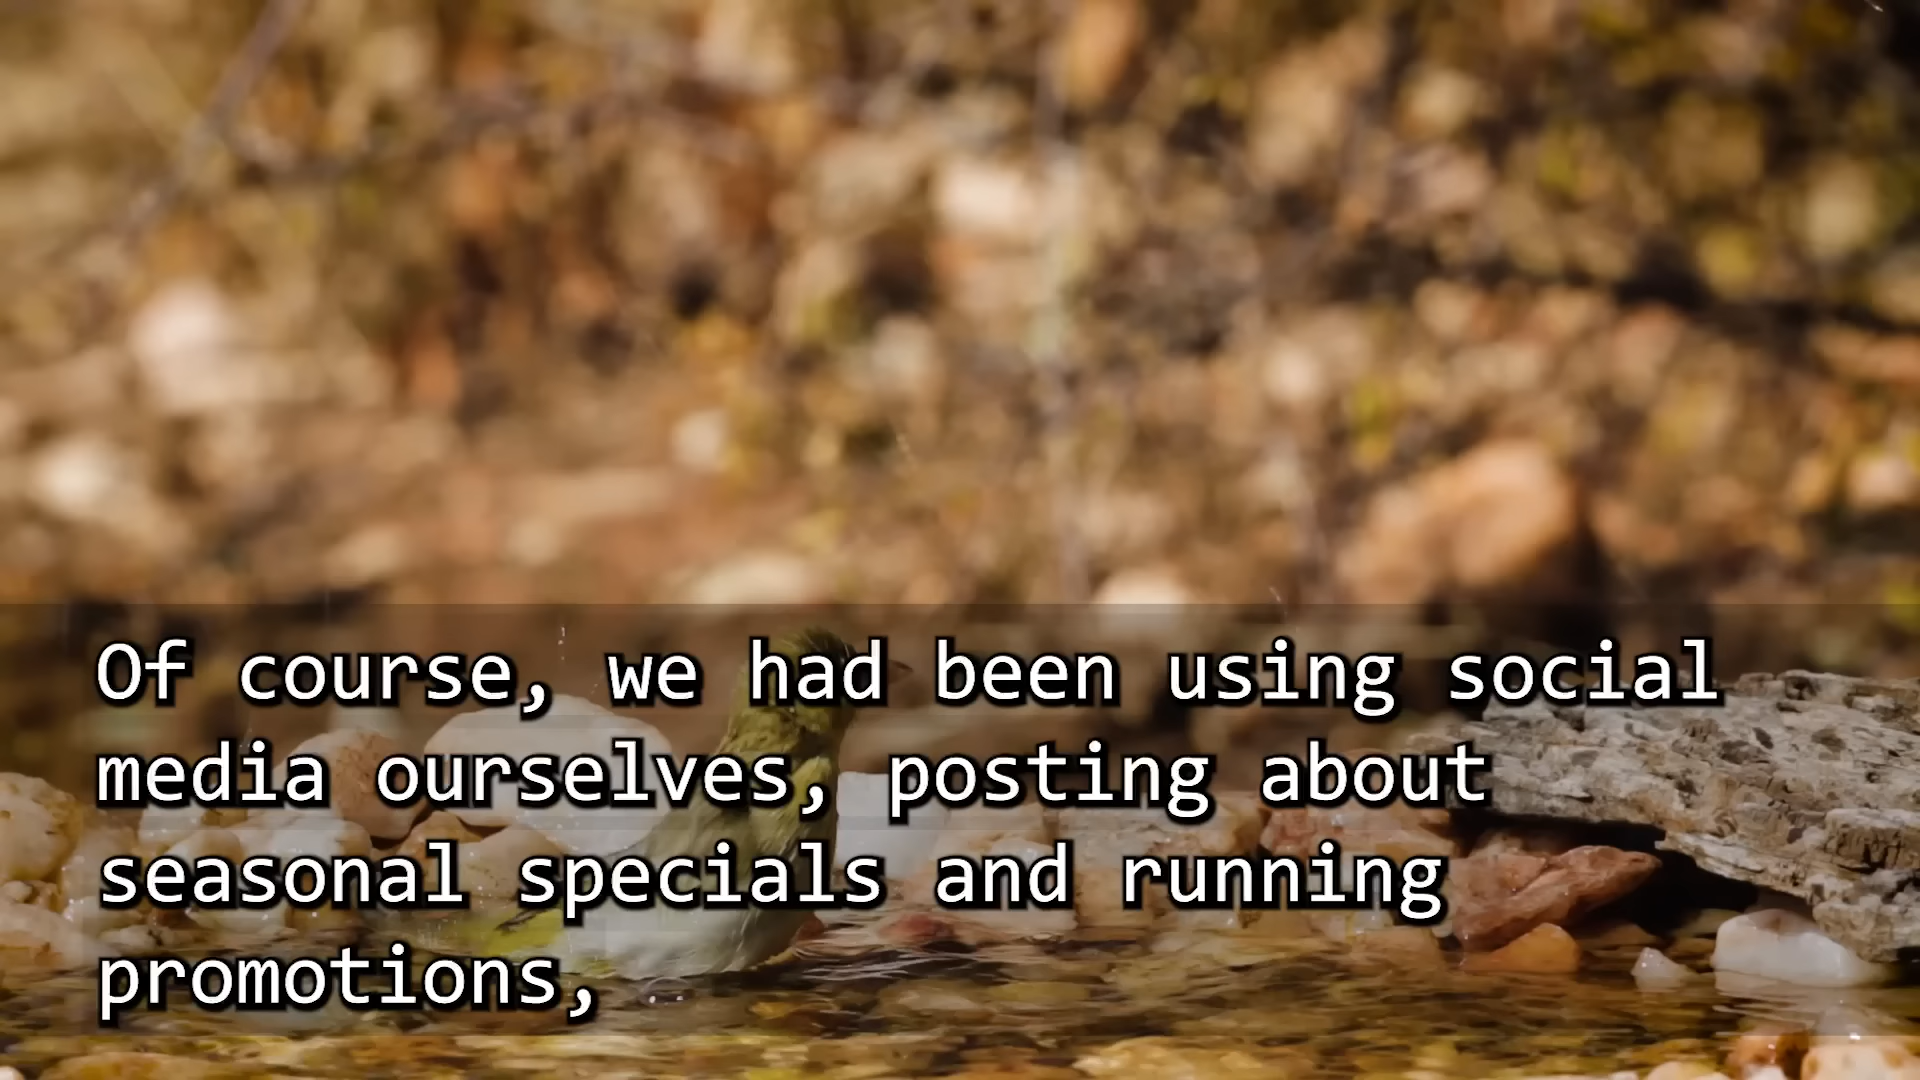 Of course, we had been using social
media ourselves, posting about
seasonal specials and running
promotions,